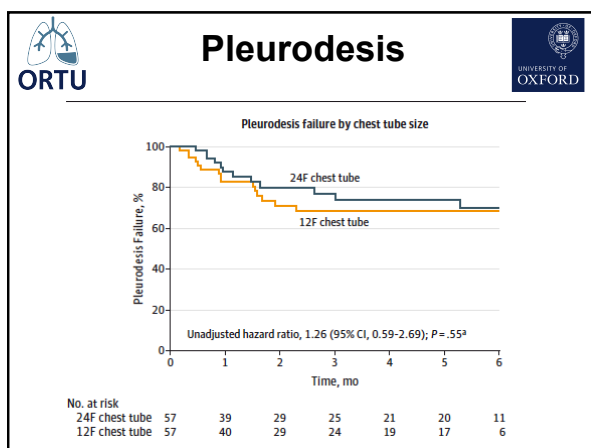 Pleurodesis
ORTU
UNIVERSITY OF
OXFORD
Pleurodesis failure by chest tube size
Pleurodesis Failure, %
100
80
60
40
20
0
24F chest tube
12F chest tube
Unadjusted hazard ratio, 1.26 (95% CI, 0.59-2.69); P = .55a
0 1 2 3 4 5 6
Time, mo
No. at risk
24F chest tube 57 39 29 25 21 20 11
12F chest tube 57 40 29 24 19 17 6